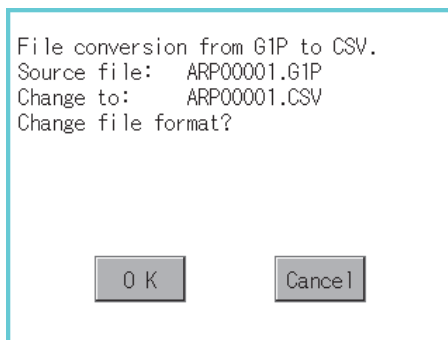 File conversion from G1P to CSV.
Source file: ARP00001.G1P
Change to: ARP00001.CSV
Change file format?
OK Cancel